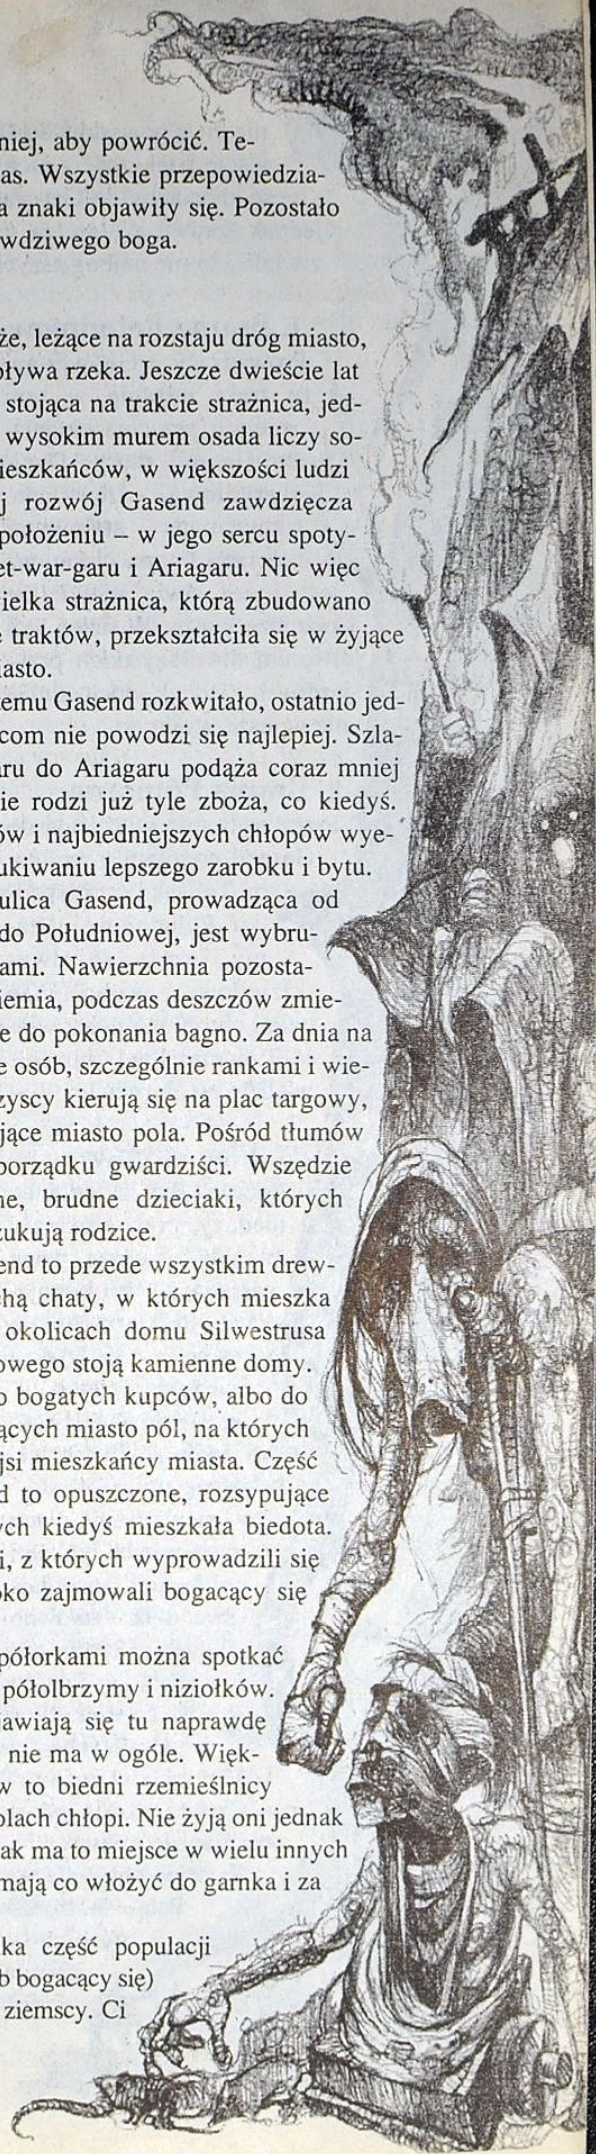 niej, aby powrócić. Te-
as. Wszystkie przepowiedzia-
a znaki objawiły się. Pozostało
wdziwego boga.
że, leżące na rozstaju dróg miasto,
pływa rzeka. Jeszcze dwieście lat
stojąca na trakcie strażnica, jed-
wysokim murem osada liczy so-
ieszkańców, w większości ludzi
j rozwój Gasend zawdzięcza
położeniu – w jego sercu spoty-
et-war-garu i Ariagaru. Nic więc
ielka strażnica, którą zbudowano
e traktów, przekształciła się w żyjące
iasto.
temu Gasend rozkwitało, ostatnio jed-
com nie powodzi się najlepiej. Szla-
aru do Ariagaru podąża coraz mniej
ie rodzi już tyle zboża, co kiedyś.
ów i najbiedniejszych chłopów wye-
ukiwaniu lepszego zarobku i bytu.
ulica Gasend, prowadząca od
do Południowej, jest wybru-
ami. Nawierzchnia pozosta-
iemia, podczas deszczów zmie-
e do pokonania bagno. Za dnia na
e osób, szczególnie rankami i wie-
zyscy kierują się na plac targowy,
jące miasto pola. Pośród tłumów
porządku gwardziści. Wszędzie
ne, brudne dzieciaki, których
zukują rodzice.
end to przede wszystkim drew-
chą chaty, w których mieszka
okolicach domu Silwestrusa
owego stoją kamienne domy.
o bogatych kupców, albo do
ących miasto pól, na których
jsi mieszkańcy miasta. Część
d to opuszczone, rozsypujące
ych kiedyś mieszkała biedota.
i, z których wyprowadzili się
oko zajmowali bogacący się
półorkami można spotkać
półolbrzymy i niziołków.
jawiają się tu naprawdę
nie ma w ogóle. Więk-
w to biedni rzemieślnicy
olach chłopi. Nie żyją oni jednak
ak ma to miejsce w wielu innych
mają co włożyć do garnka i za
ka część populacji
b bogacący się)
ziemscy. Ci